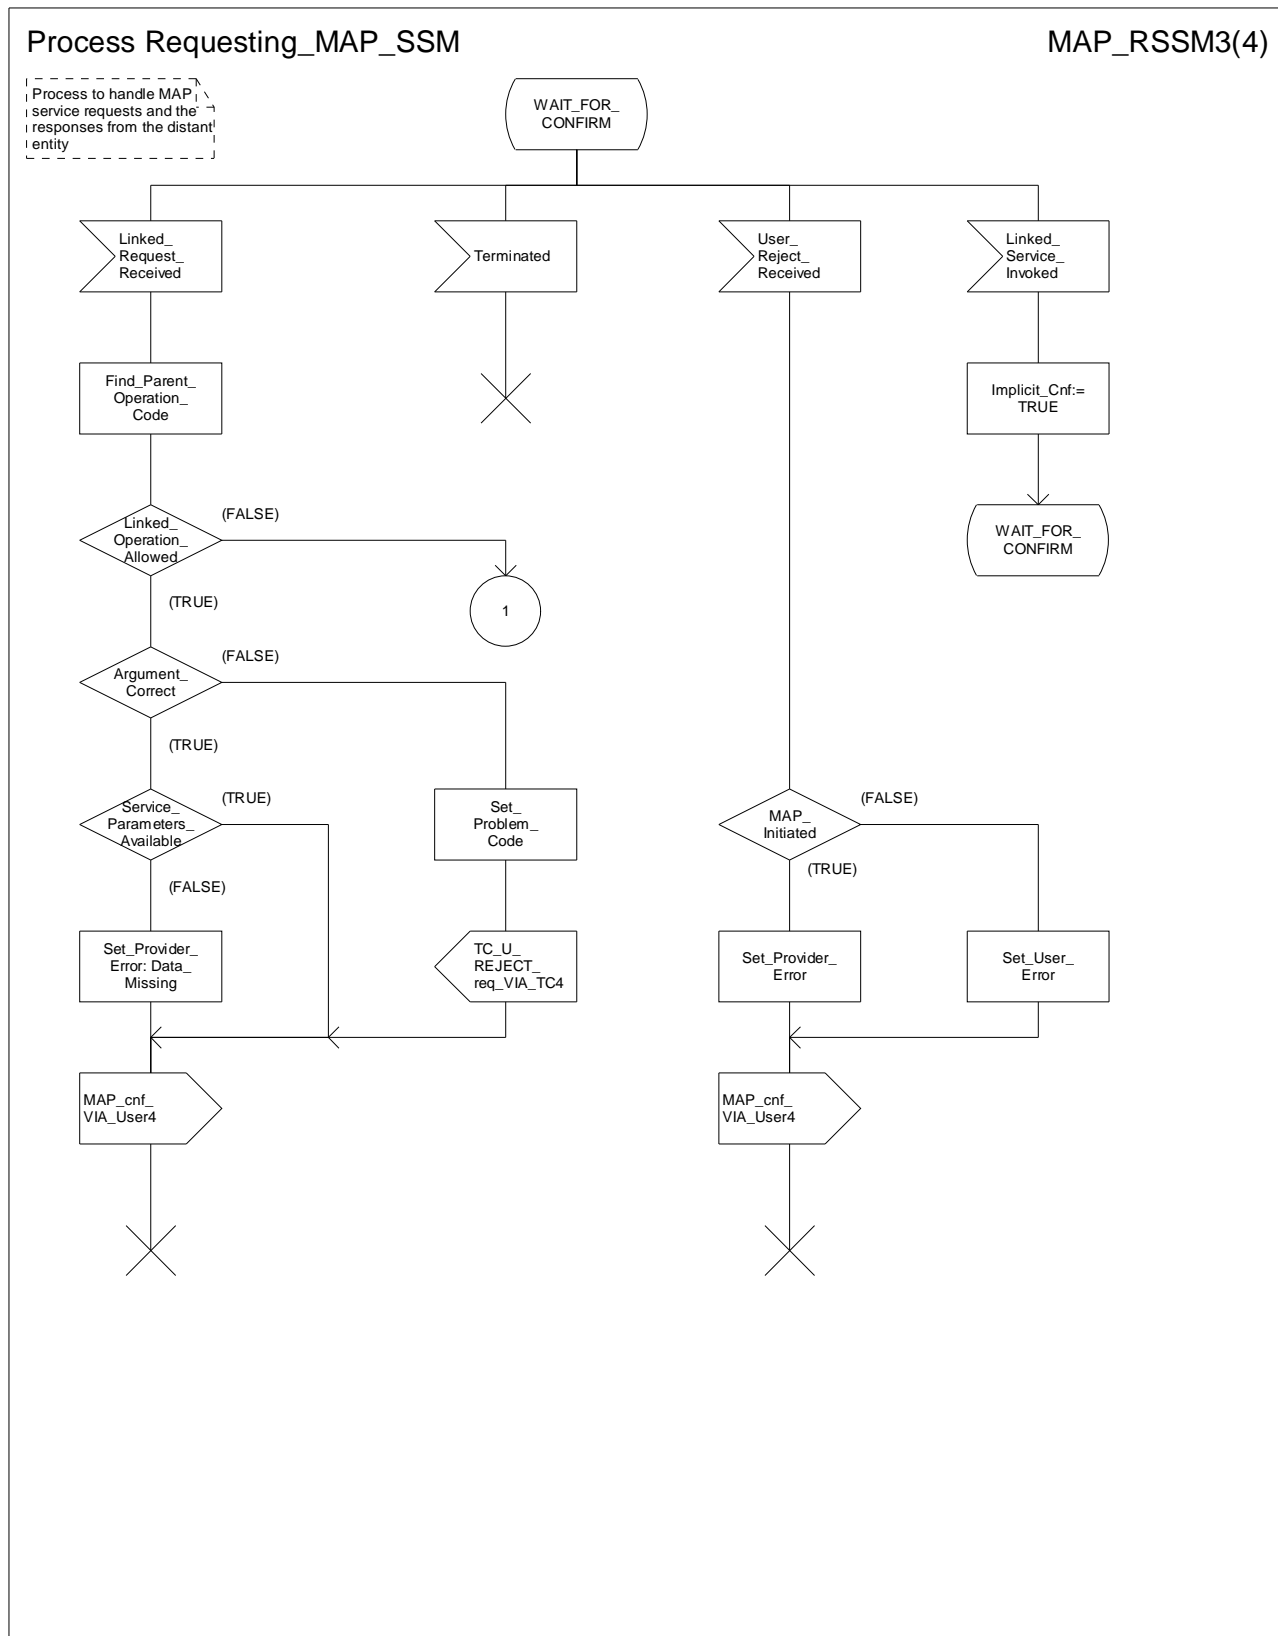 Process Requesting_MAP_SSM
MAP_RSSM3(4)
Process to handle MAP
service requests and the
responses from the distant
entity
WAIT_FOR_
CONFIRM
Linked_
Request_
Received
Terminated
User_
Reject_
Received
Linked_
Service_
Invoked
Find_Parent_
Operation_
Code
Implicit_Cnf:=
TRUE
Linked_
Operation_
Allowed
(FALSE)
WAIT_FOR_
CONFIRM
(TRUE)
1
Argument_
Correct
(FALSE)
(TRUE)
Service_
Parameters_
Available
(TRUE)
Set_
Problem_
Code
MAP_
Initiated
(FALSE)
(TRUE)
(FALSE)
Set_Provider_
Error: Data_
Missing
TC_U_
REJECT_
req_VIA_TC4
Set_Provider_
Error
Set_User_
Error
MAP_cnf_
VIA_User4
MAP_cnf_
VIA_User4